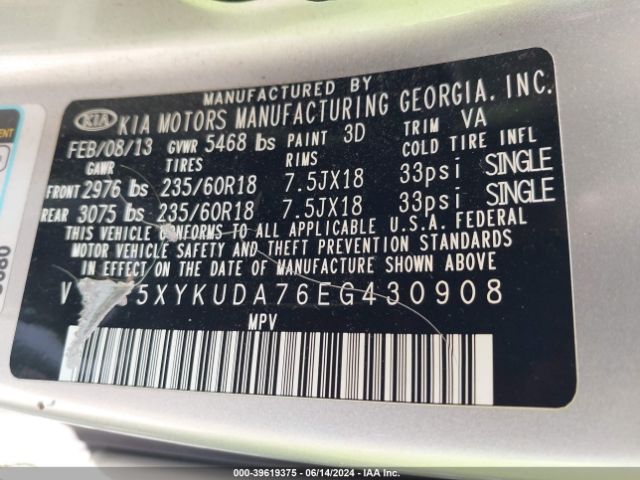 MANUFACTURED BY
KIA KIA MOTORS MANUFACTURING GEORGIA, INC.
FEB/08/13 GVWR 5468 lbs PAINT 3D TRIM VA
GAWR TIRES RIMS COLD TIRE INFL
FRONT 2976 lbs 235/60R18 7.5JX18 33psi SINGLE
REAR 3075 lbs 235/60R18 7.5JX18 33psi SINGLE
THIS VEHICLE CONFORMS TO ALL APPLICABLE U.S.A. FEDERAL
MOTOR VEHICLE SAFETY AND THEFT PREVENTION STANDARDS
IN EFFECT ON THE DATE OF MANUFACTURE SHOWN ABOVE.
5XYKUDA76EG430908
MPV
000-39619375 | 06/14/2024 | IAA Inc.